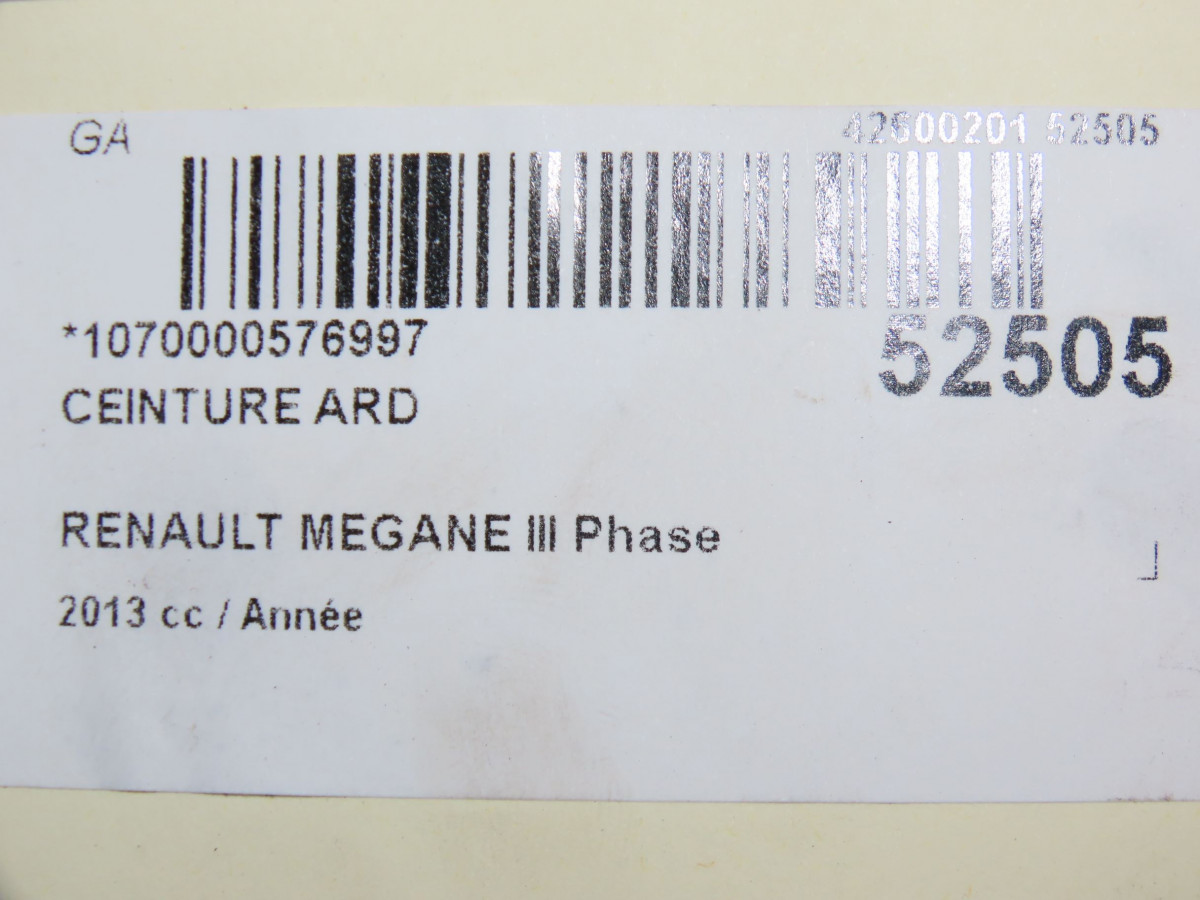 GA
42600201 52505
*1070000576997
52505
CEINTURE ARD
RENAULT MEGANE III Phase
2013 cc / Année